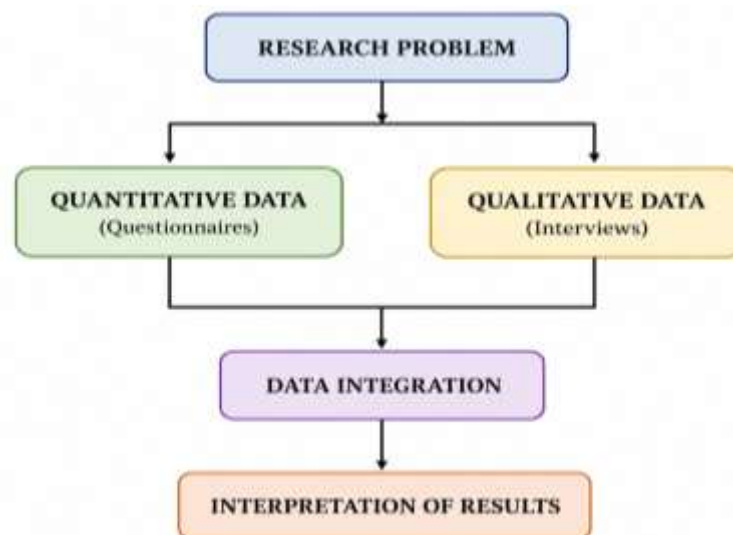 RESEARCH PROBLEM
QUANTITATIVE DATA
(Questionnaires)
QUALITATIVE DATA
(Interviews)
DATA INTEGRATION
INTERPRETATION OF RESULTS